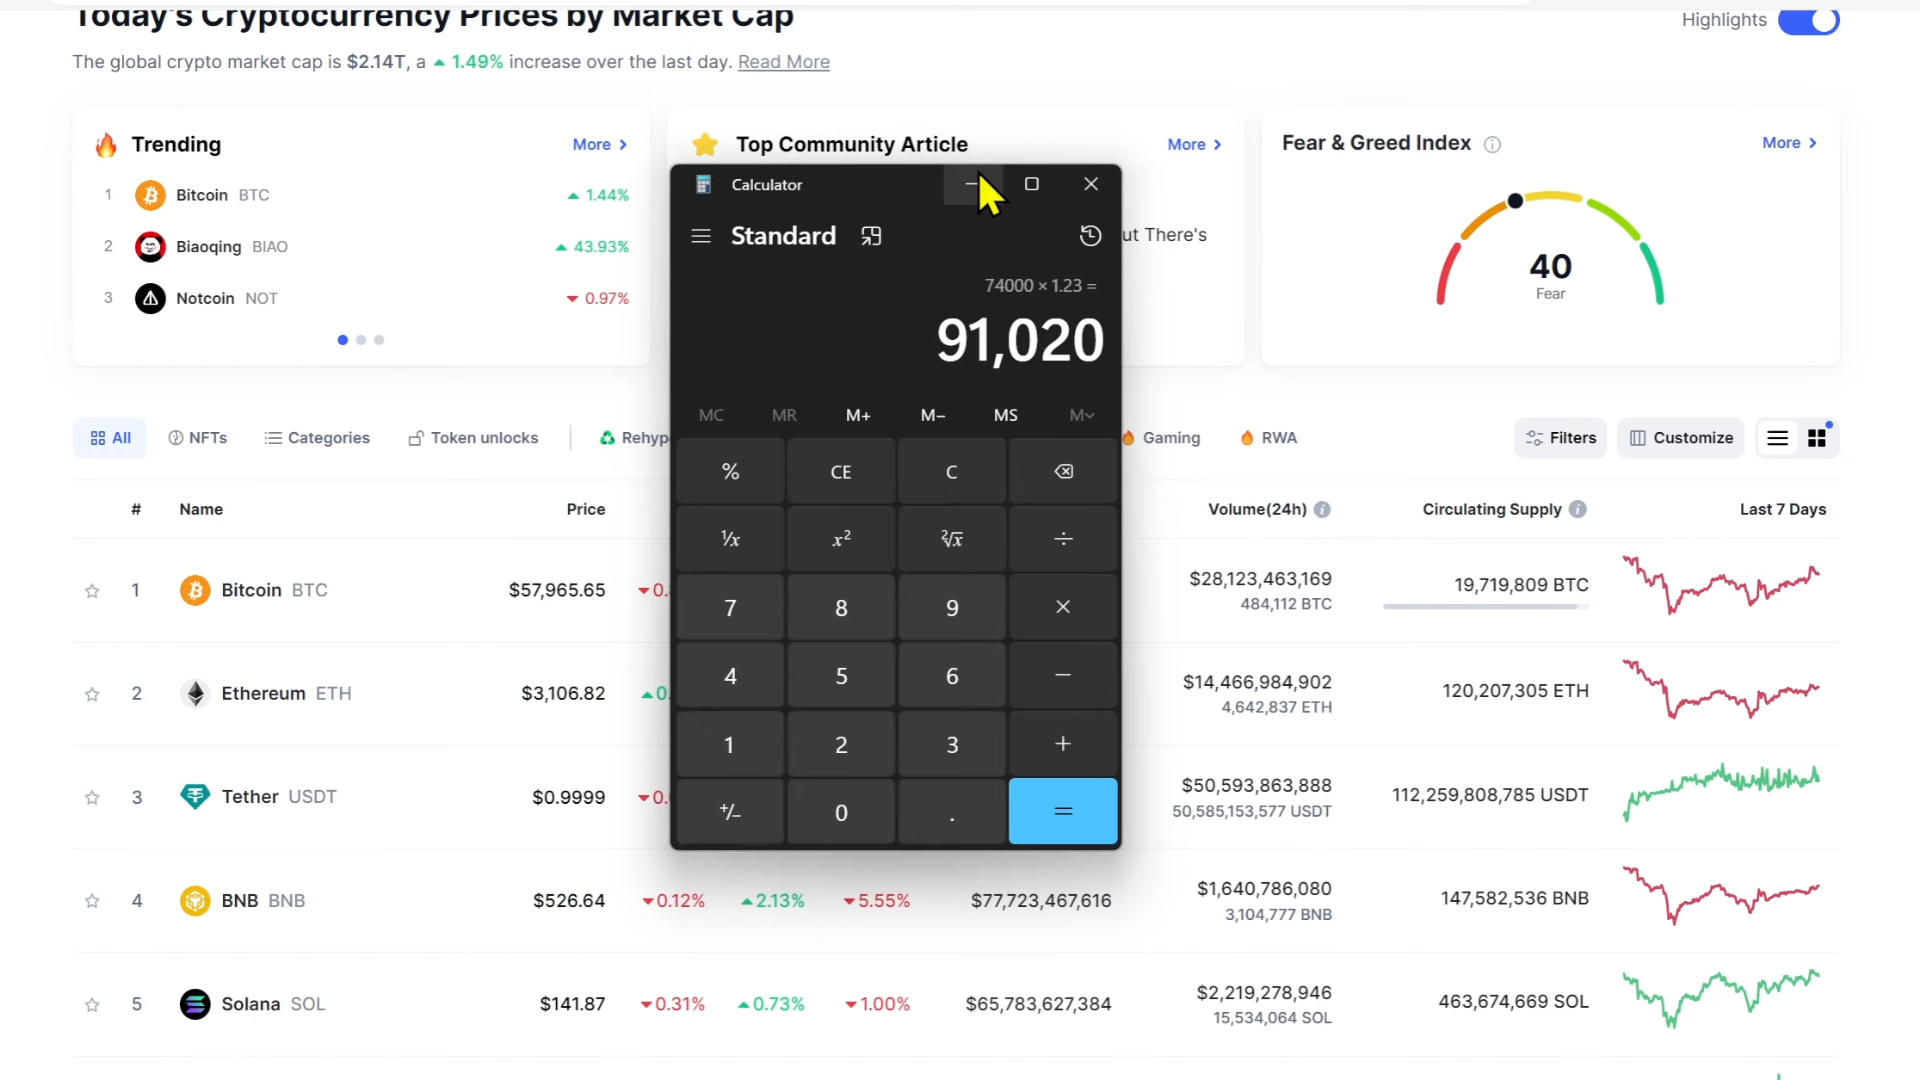 Today's Cryptocurrency Prices by Market Cap
Highlights
The global crypto market cap is $2.14T, a 1.49% increase over the last day. Read More
Trending
More
1 Bitcoin BTC 1.44%
2 Biaoqing BIAO 43.93%
3 Notcoin NOT 0.97%
Top Community Article
More
ut There's
Fear & Greed Index
More
40
Fear
Calculator
Standard
74000 × 1.23 =
91,020
MC MR M+ M− MS M
% CE C
1/x x² ²√x ÷
7 8 9 ×
4 5 6 −
1 2 3 +
+/− 0 . =
All NFTs Categories Token unlocks Rehyp Gaming RWA
Filters Customize
# Name Price Volume(24h) Circulating Supply Last 7 Days
1 Bitcoin BTC $57,965.65 0. $28,123,463,169 19,719,809 BTC
484,112 BTC
2 Ethereum ETH $3,106.82 0. $14,466,984,902 120,207,305 ETH
4,642,837 ETH
3 Tether USDT $0.9999 0. $50,593,863,888 112,259,808,785 USDT
50,585,153,577 USDT
4 BNB BNB $526.64 0.12% 2.13% 5.55% $77,723,467,616 $1,640,786,080 147,582,536 BNB
3,104,777 BNB
5 Solana SOL $141.87 0.31% 0.73% 1.00% $65,783,627,384 $2,219,278,946 463,674,669 SOL
15,534,064 SOL